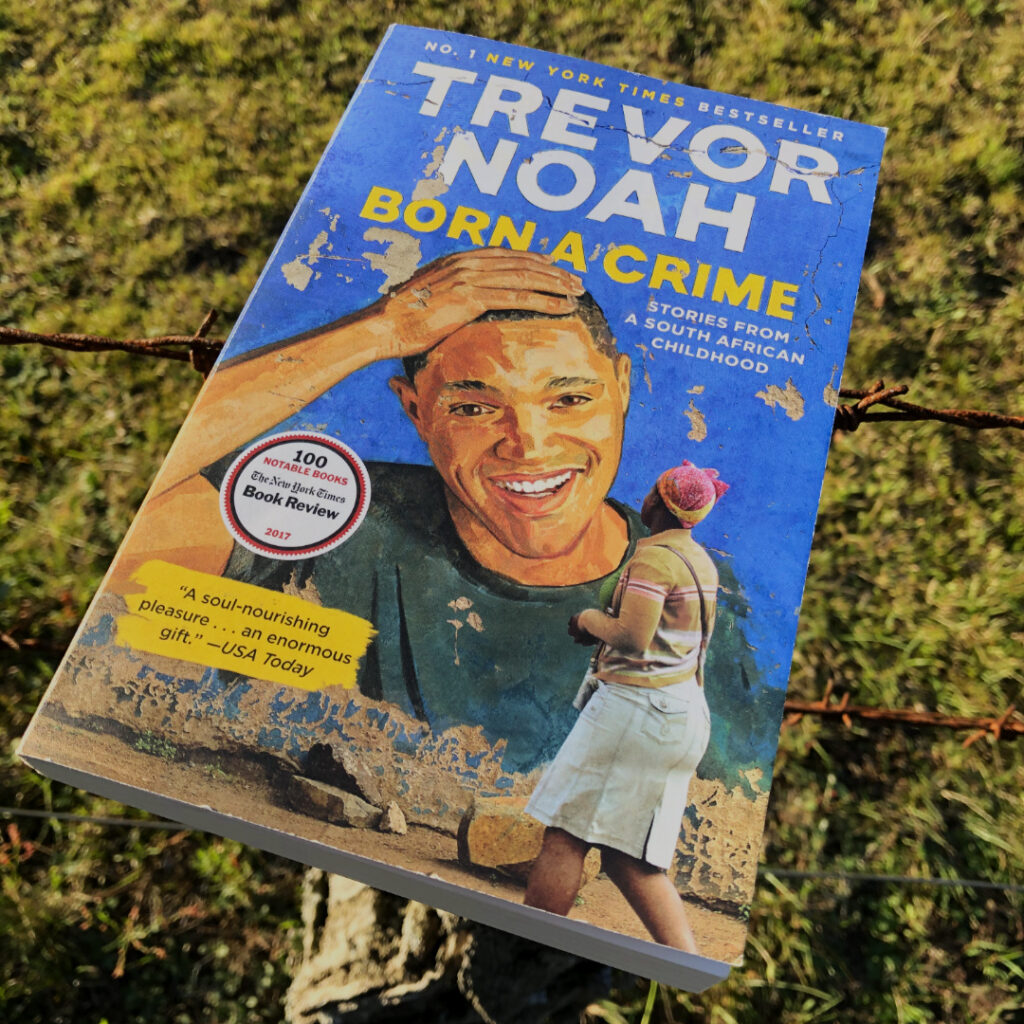 NO. 1 NEW YORK TIMES BESTSELLER
TREVOR
NOAH
BORN A CRIME
STORIES FROM
A SOUTH AFRICAN
CHILDHOOD
100
NOTABLE BOOKS
The New York Times
Book Review
2017
“A soul-nourishing
pleasure . . . an enormous
gift.” —USA Today